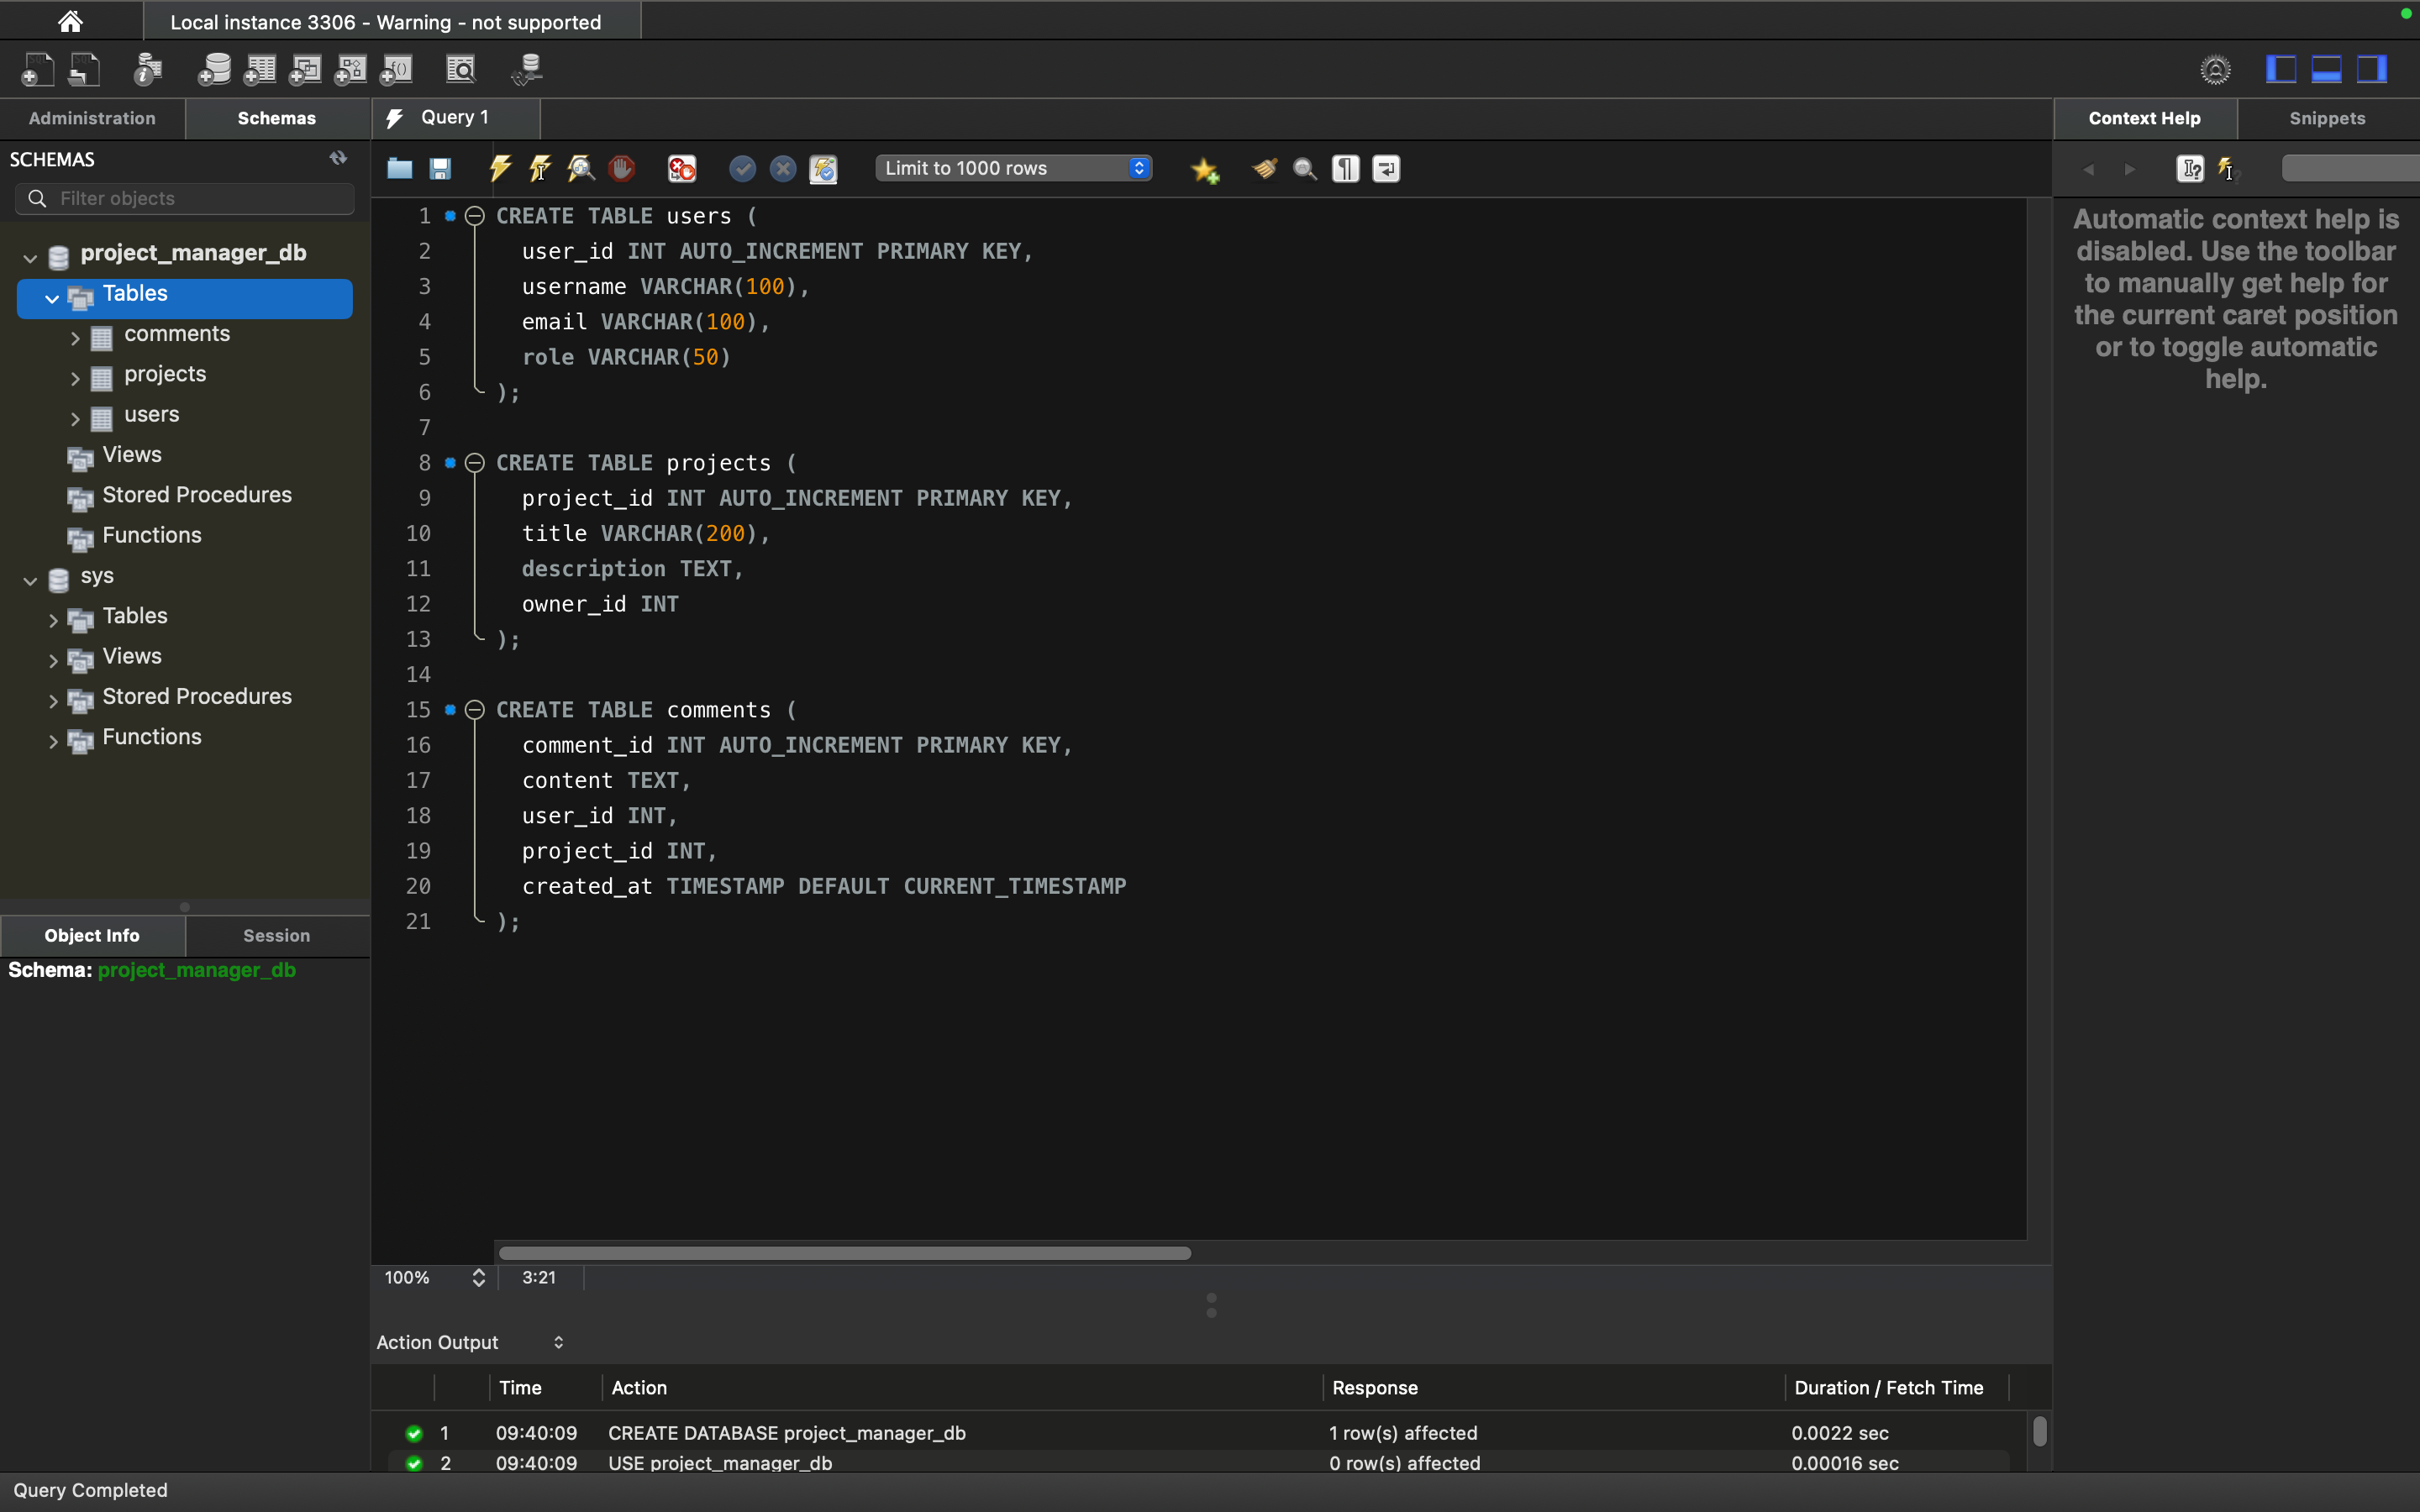 Local instance 3306 - Warning - not supported
Administration
Schemas
Query 1
Context Help
Snippets
SCHEMAS
Limit to 1000 rows
Filter objects
project_manager_db
Tables
comments
projects
users
Views
Stored Procedures
Functions
sys
Tables
Views
Stored Procedures
Functions
1 CREATE TABLE users (
2 user_id INT AUTO_INCREMENT PRIMARY KEY,
3 username VARCHAR(100),
4 email VARCHAR(100),
5 role VARCHAR(50)
6 );
7
8 CREATE TABLE projects (
9 project_id INT AUTO_INCREMENT PRIMARY KEY,
10 title VARCHAR(200),
11 description TEXT,
12 owner_id INT
13 );
14
15 CREATE TABLE comments (
16 comment_id INT AUTO_INCREMENT PRIMARY KEY,
17 content TEXT,
18 user_id INT,
19 project_id INT,
20 created_at TIMESTAMP DEFAULT CURRENT_TIMESTAMP
21 );
Automatic context help is
disabled. Use the toolbar
to manually get help for
the current caret position
or to toggle automatic
help.
Object Info
Session
Schema: project_manager_db
100%
3:21
Action Output
Time Action Response Duration / Fetch Time
1 09:40:09 CREATE DATABASE project_manager_db 1 row(s) affected 0.0022 sec
2 09:40:09 USE project_manager_db 0 row(s) affected 0.00016 sec
Query Completed